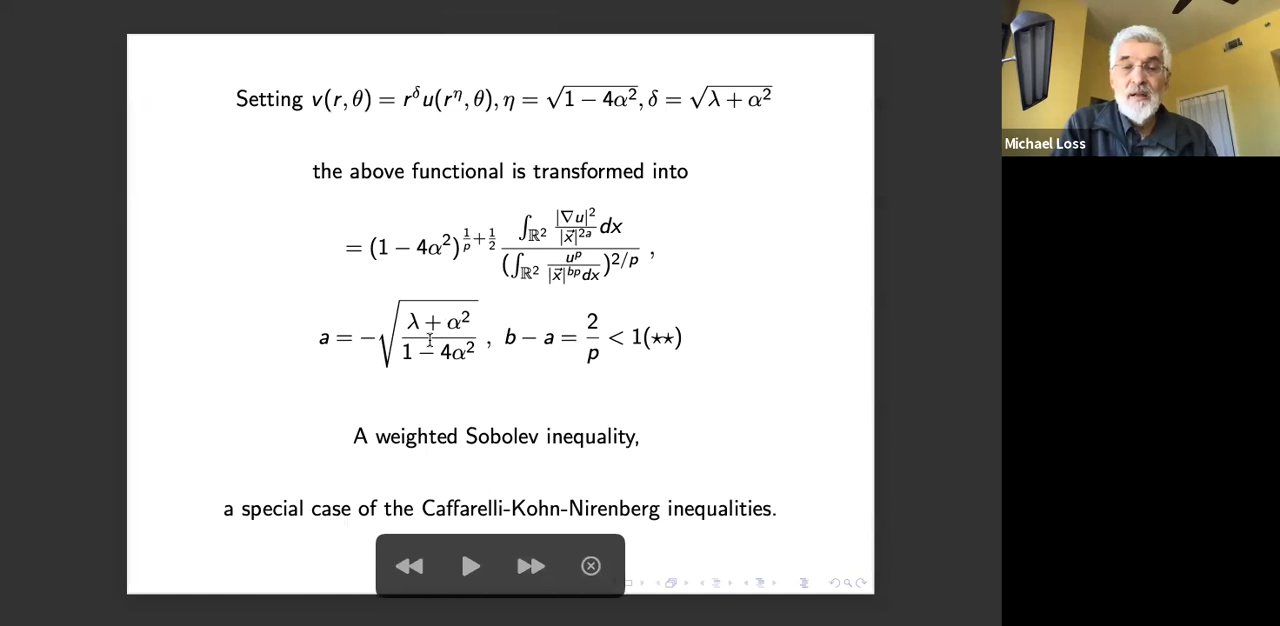 Setting v(r, θ) = r^δ u(r^η, θ), η = √(1 − 4α²), δ = √(λ + α²)
the above functional is transformed into
= (1 − 4α²)^{1/p + 1/2} (∫_{ℝ²} |∇u|²/|x⃗|^{2a} dx) / (∫_{ℝ²} u^p/|x⃗|^{bp} dx)^{2/p} ,
a = −√((λ + α²)/(1 − 4α²)) , b − a = 2/p < 1(⋆⋆)
A weighted Sobolev inequality,
a special case of the Caffarelli-Kohn-Nirenberg inequalities.
Michael Loss